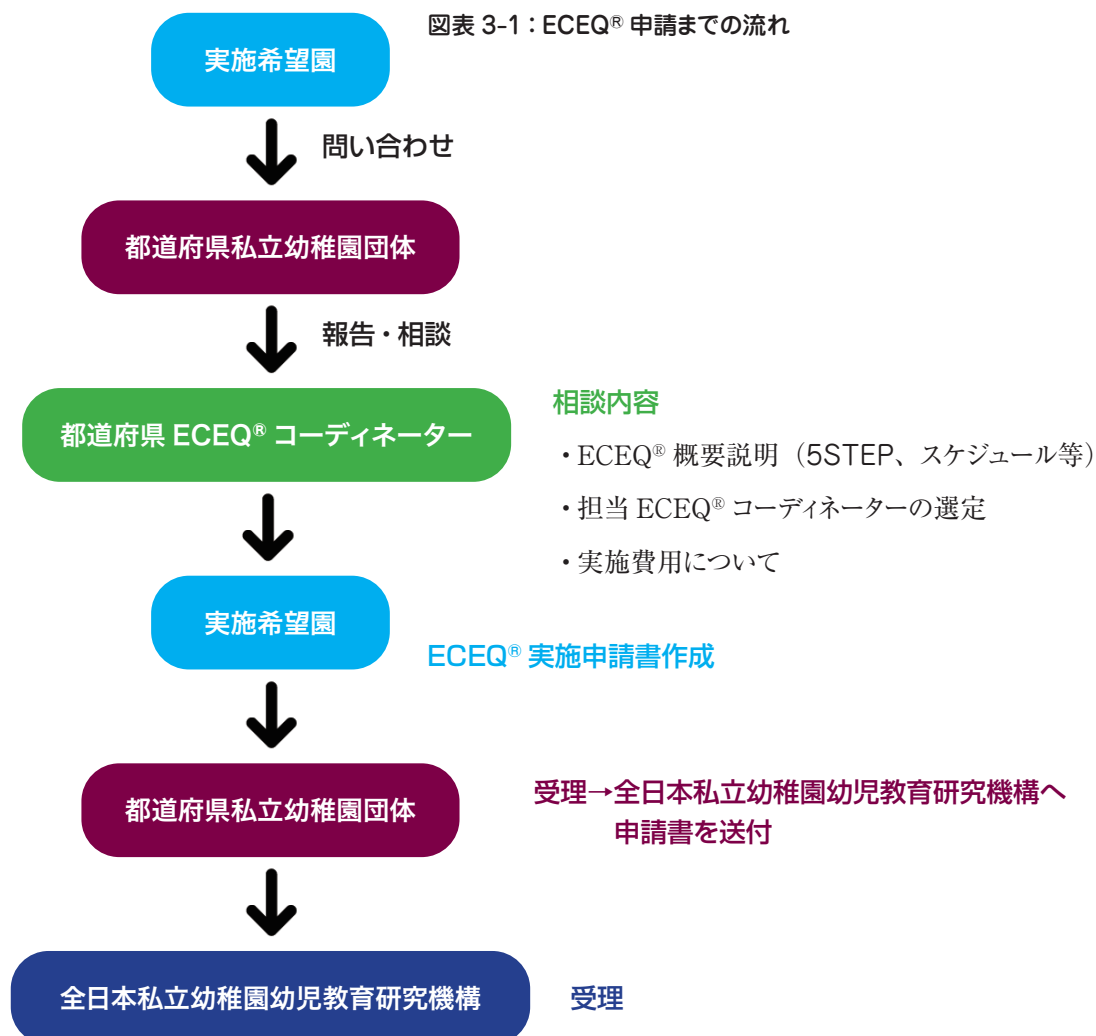 図表 3-1：ECEQ® 申請までの流れ
実施希望園
問い合わせ
都道府県私立幼稚園団体
報告・相談
都道府県 ECEQ® コーディネーター
相談内容
・ECEQ® 概要説明（5STEP、スケジュール等）
・担当 ECEQ® コーディネーターの選定
・実施費用について
実施希望園
ECEQ® 実施申請書作成
都道府県私立幼稚園団体
受理→全日本私立幼稚園幼児教育研究機構へ
申請書を送付
全日本私立幼稚園幼児教育研究機構
受理